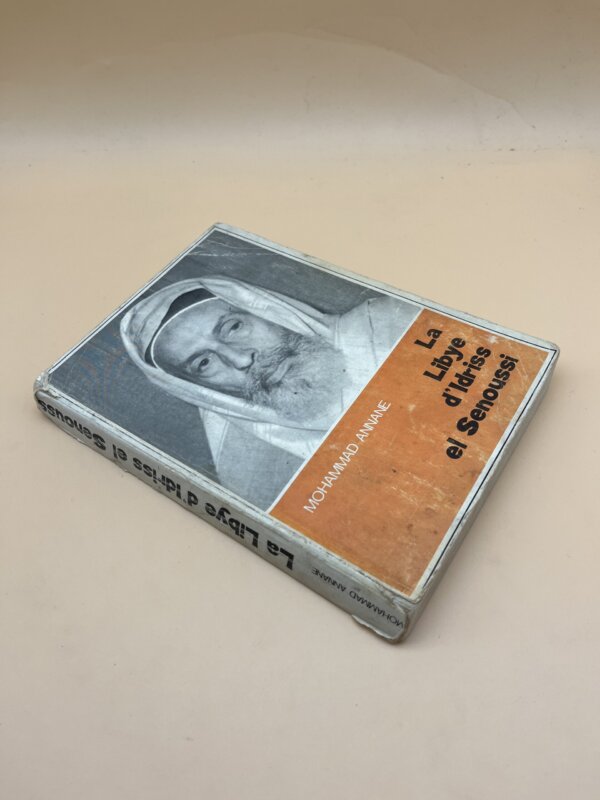 La
Libye
d'Idriss
el Senoussi
MOHAMMAD ANNANE
La Libye d'Idriss el Senoussi
MOHAMMAD ANNANE